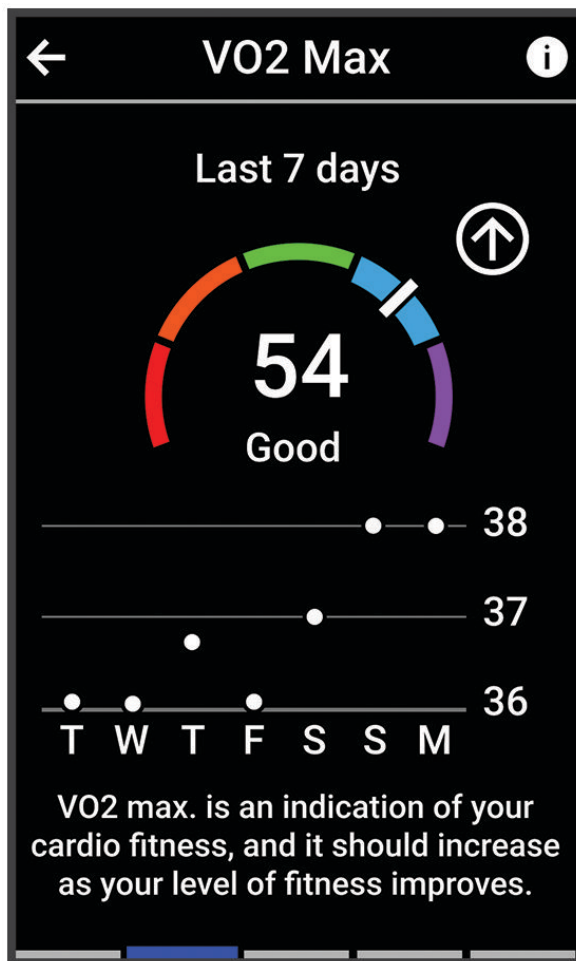 VO2 Max
Last 7 days
54
Good
38
37
36
T W T F S S M
VO2 max. is an indication of your
cardio fitness, and it should increase
as your level of fitness improves.